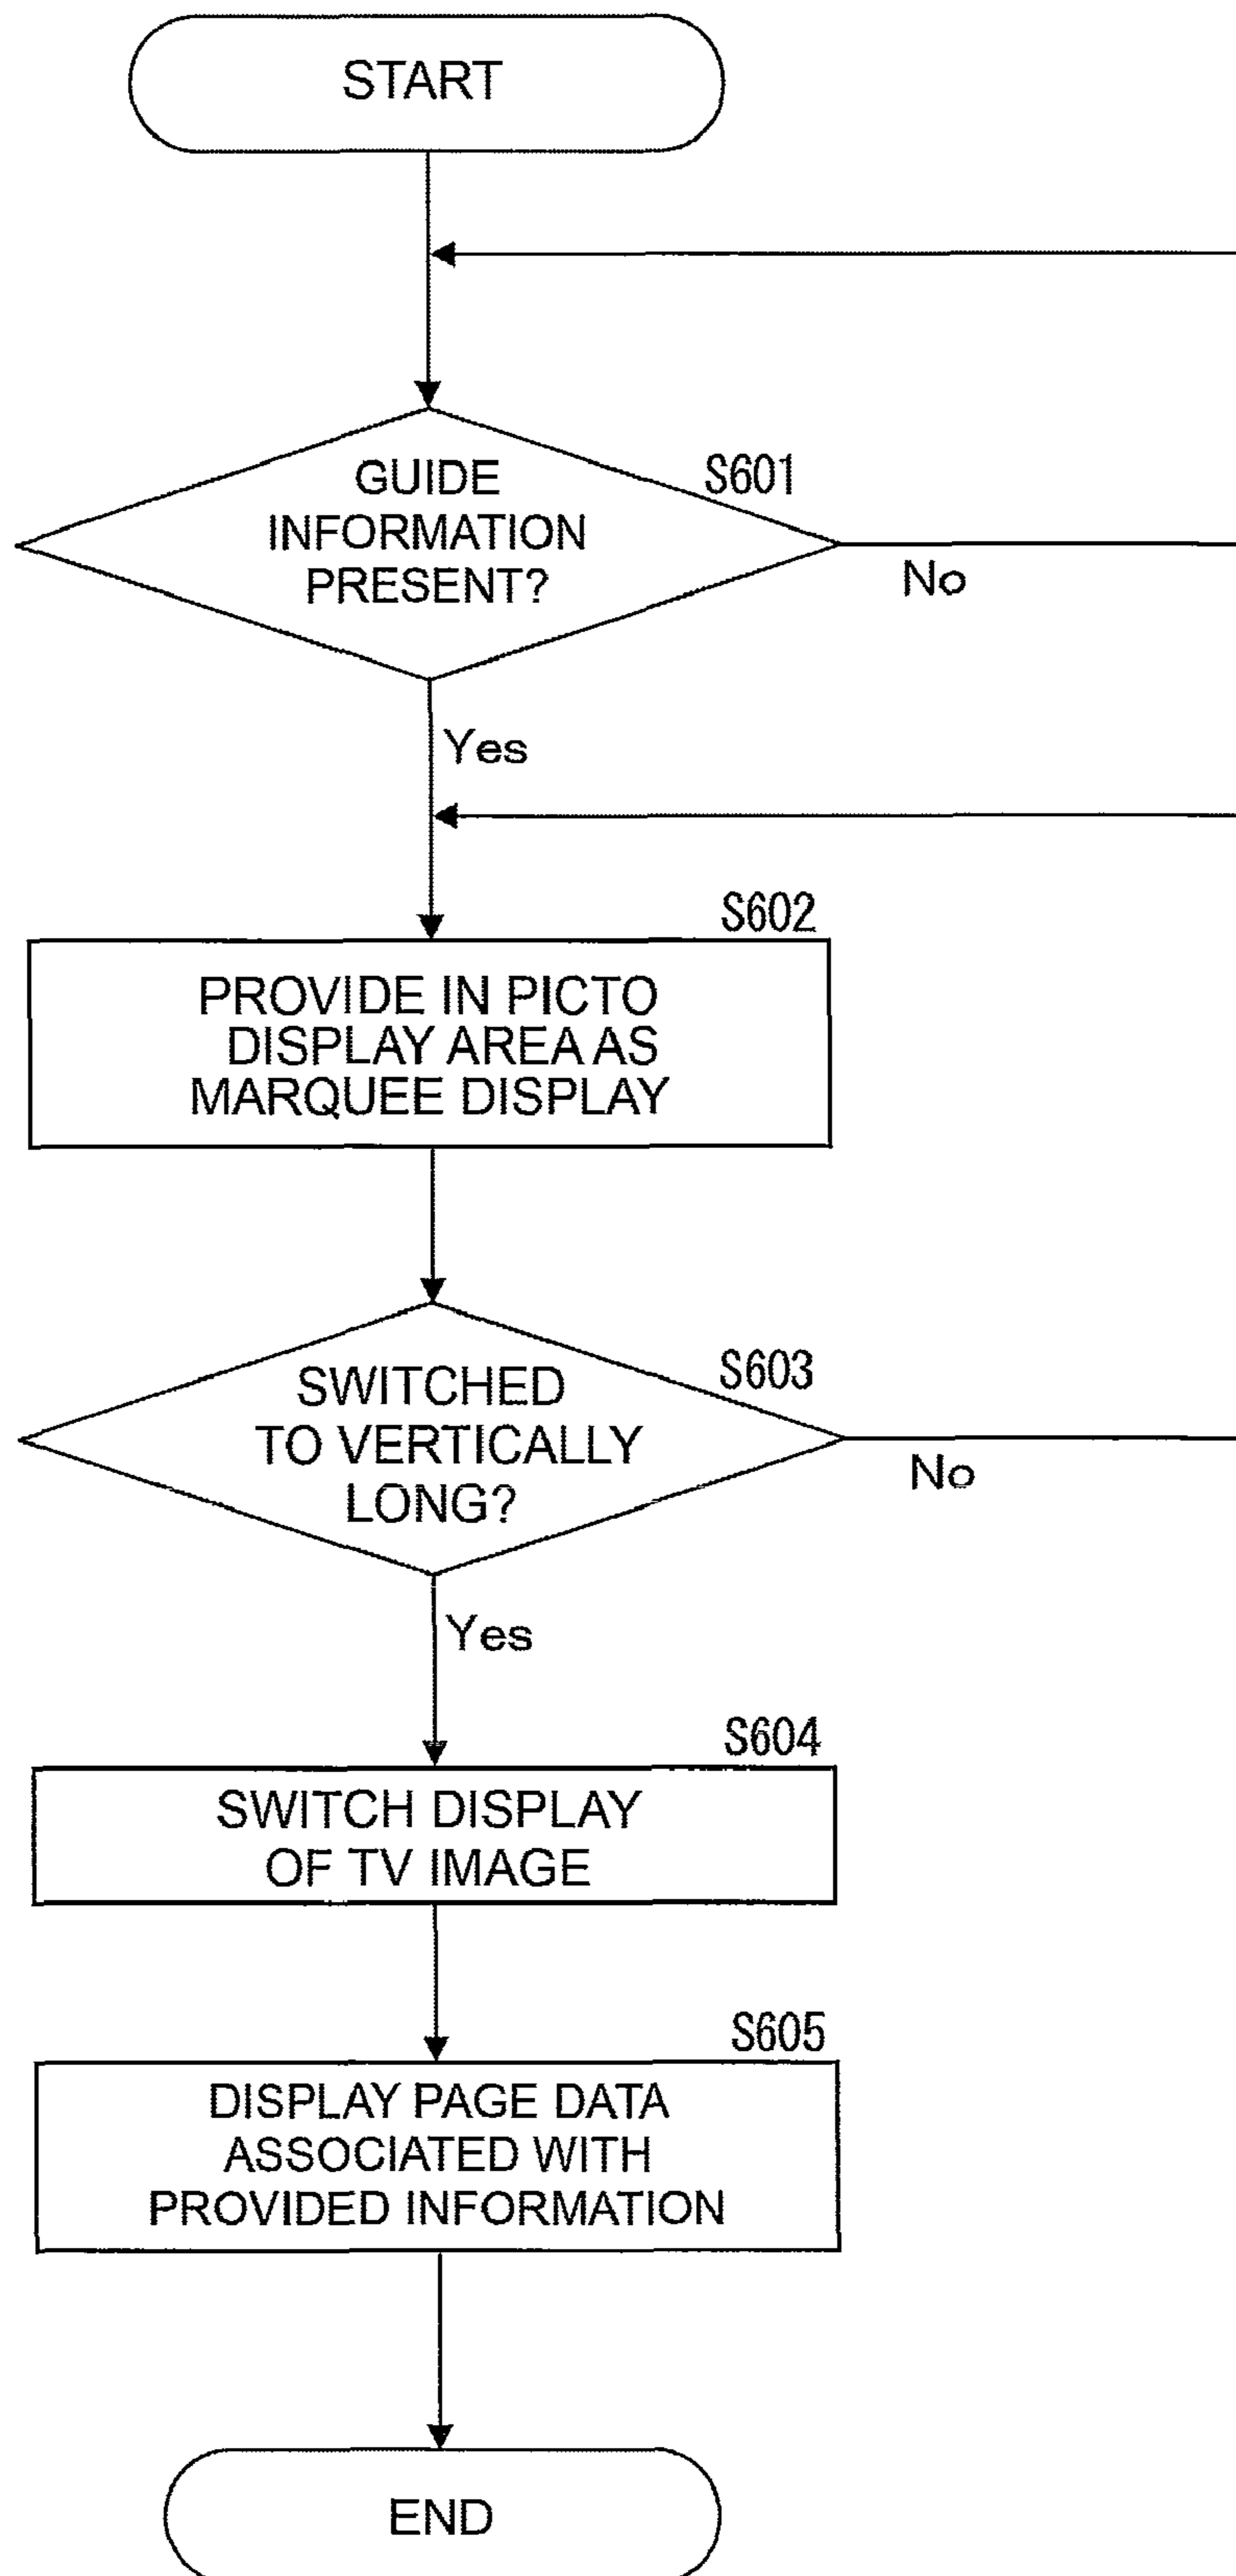 START
GUIDE
INFORMATION
PRESENT?
S601
No
Yes
S602
PROVIDE IN PICTO
DISPLAY AREA AS
MARQUEE DISPLAY
SWITCHED
TO VERTICALLY
LONG?
S603
No
Yes
S604
SWITCH DISPLAY
OF TV IMAGE
S605
DISPLAY PAGE DATA
ASSOCIATED WITH
PROVIDED INFORMATION
END